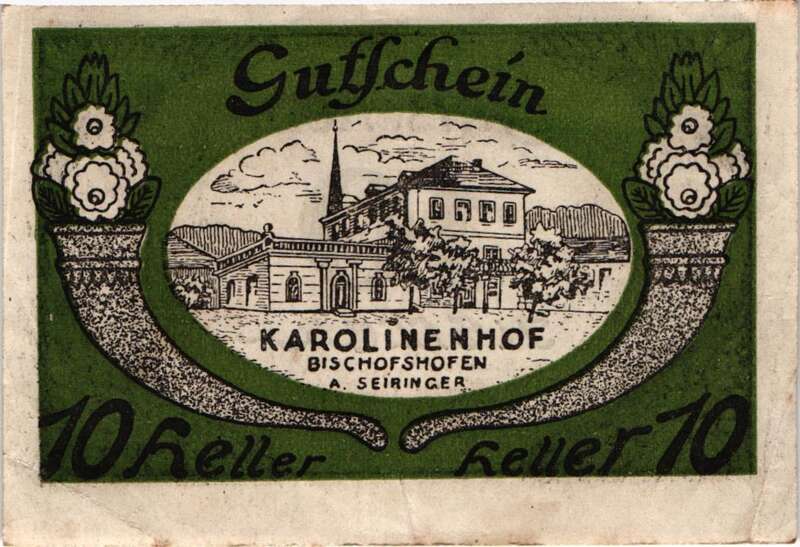 Gutschein
KAROLINENHOF
BISCHOFSHOFEN
A. SEIRINGER
10 Heller
Heller 10